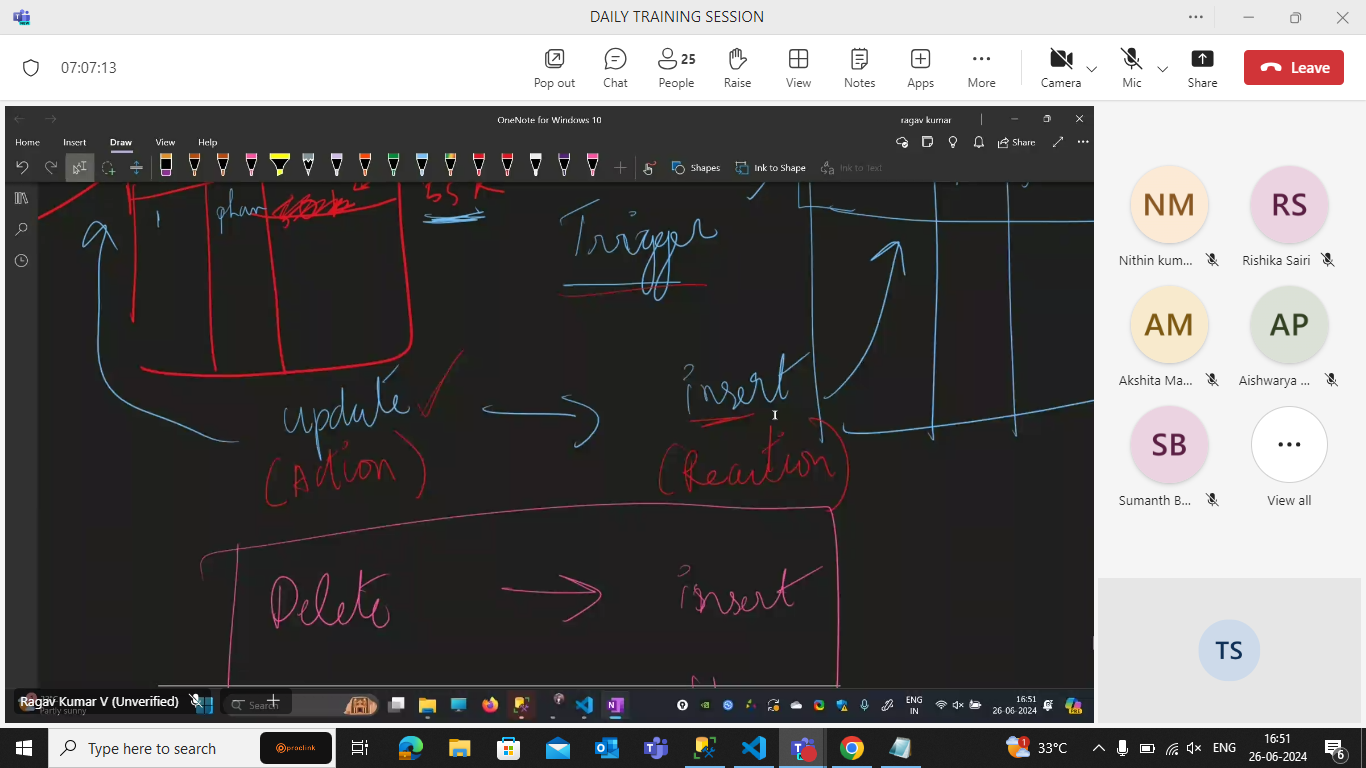 DAILY TRAINING SESSION
07:07:13
Pop out
Chat
25
People
Raise
View
Notes
Apps
More
Camera
Mic
Share
Leave
OneNote for Windows 10
ragav kumar
Home
Insert
Draw
View
Help
Share
Shapes
Ink to Shape
Ink to Text
1
Trigger
update
insert
(Action)
(Reaction)
Delete
insert
NM
RS
Nithin kum...
Rishika Sairi
AM
AP
Akshita Ma...
Aishwarya ...
SB
Sumanth B...
View all
TS
Ragav Kumar V (Unverified)
Partly sunny
Search
ENG
IN
16:51
26-06-2024
Type here to search
proclink
33°C
ENG
16:51
26-06-2024
6